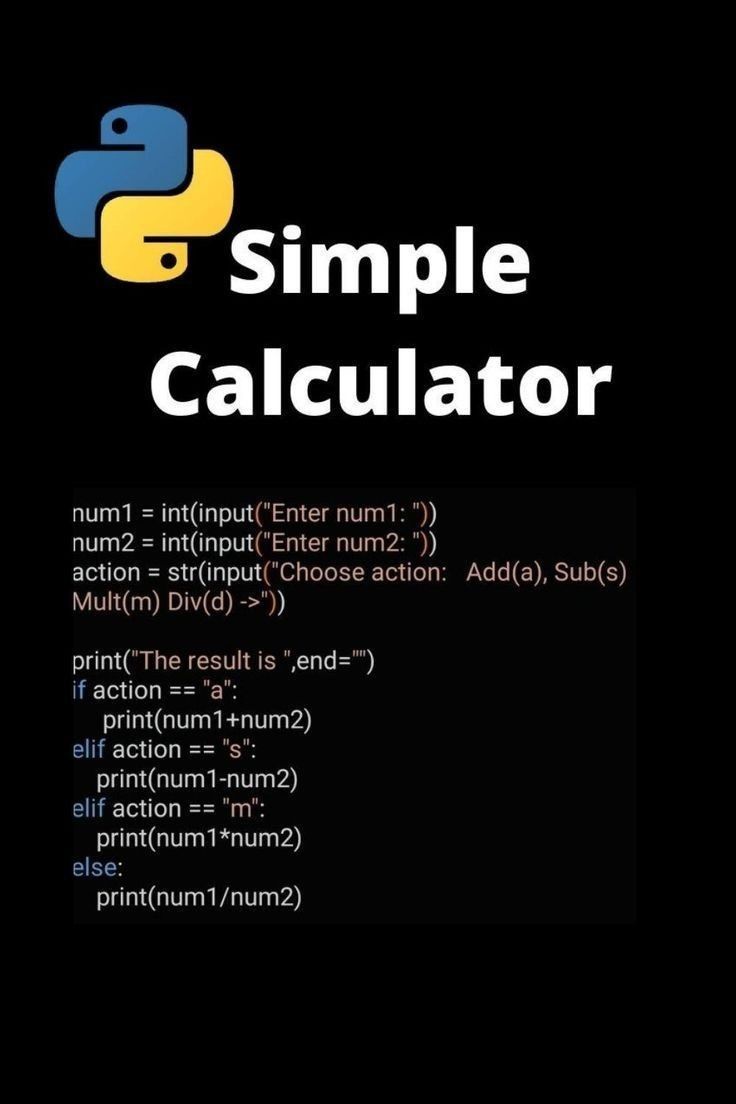 Simple
Calculator
num1 = int(input("Enter num1: "))
num2 = int(input("Enter num2: "))
action = str(input("Choose action:   Add(a), Sub(s)
Mult(m) Div(d) ->"))
print("The result is ",end="")
if action == "a":
     print(num1+num2)
elif action == "s":
    print(num1-num2)
elif action == "m":
    print(num1*num2)
else:
    print(num1/num2)